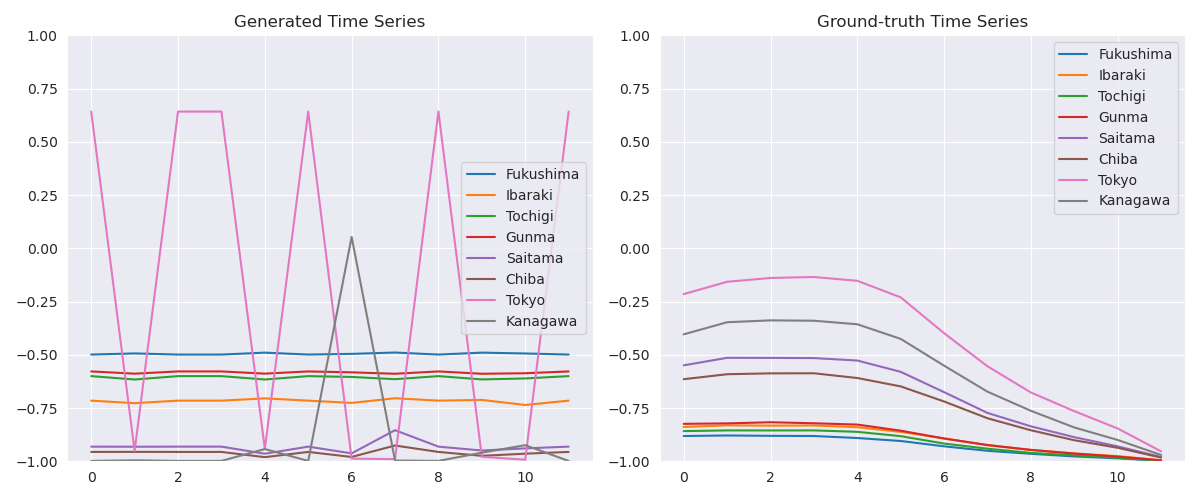 Generated Time Series
1.00
0.75
0.50
0.25
0.00
−0.25
−0.50
−0.75
−1.00
0 2 4 6 8 10
Fukushima
Ibaraki
Tochigi
Gunma
Saitama
Chiba
Tokyo
Kanagawa
Ground-truth Time Series
1.00
0.75
0.50
0.25
0.00
−0.25
−0.50
−0.75
−1.00
0 2 4 6 8 10
Fukushima
Ibaraki
Tochigi
Gunma
Saitama
Chiba
Tokyo
Kanagawa